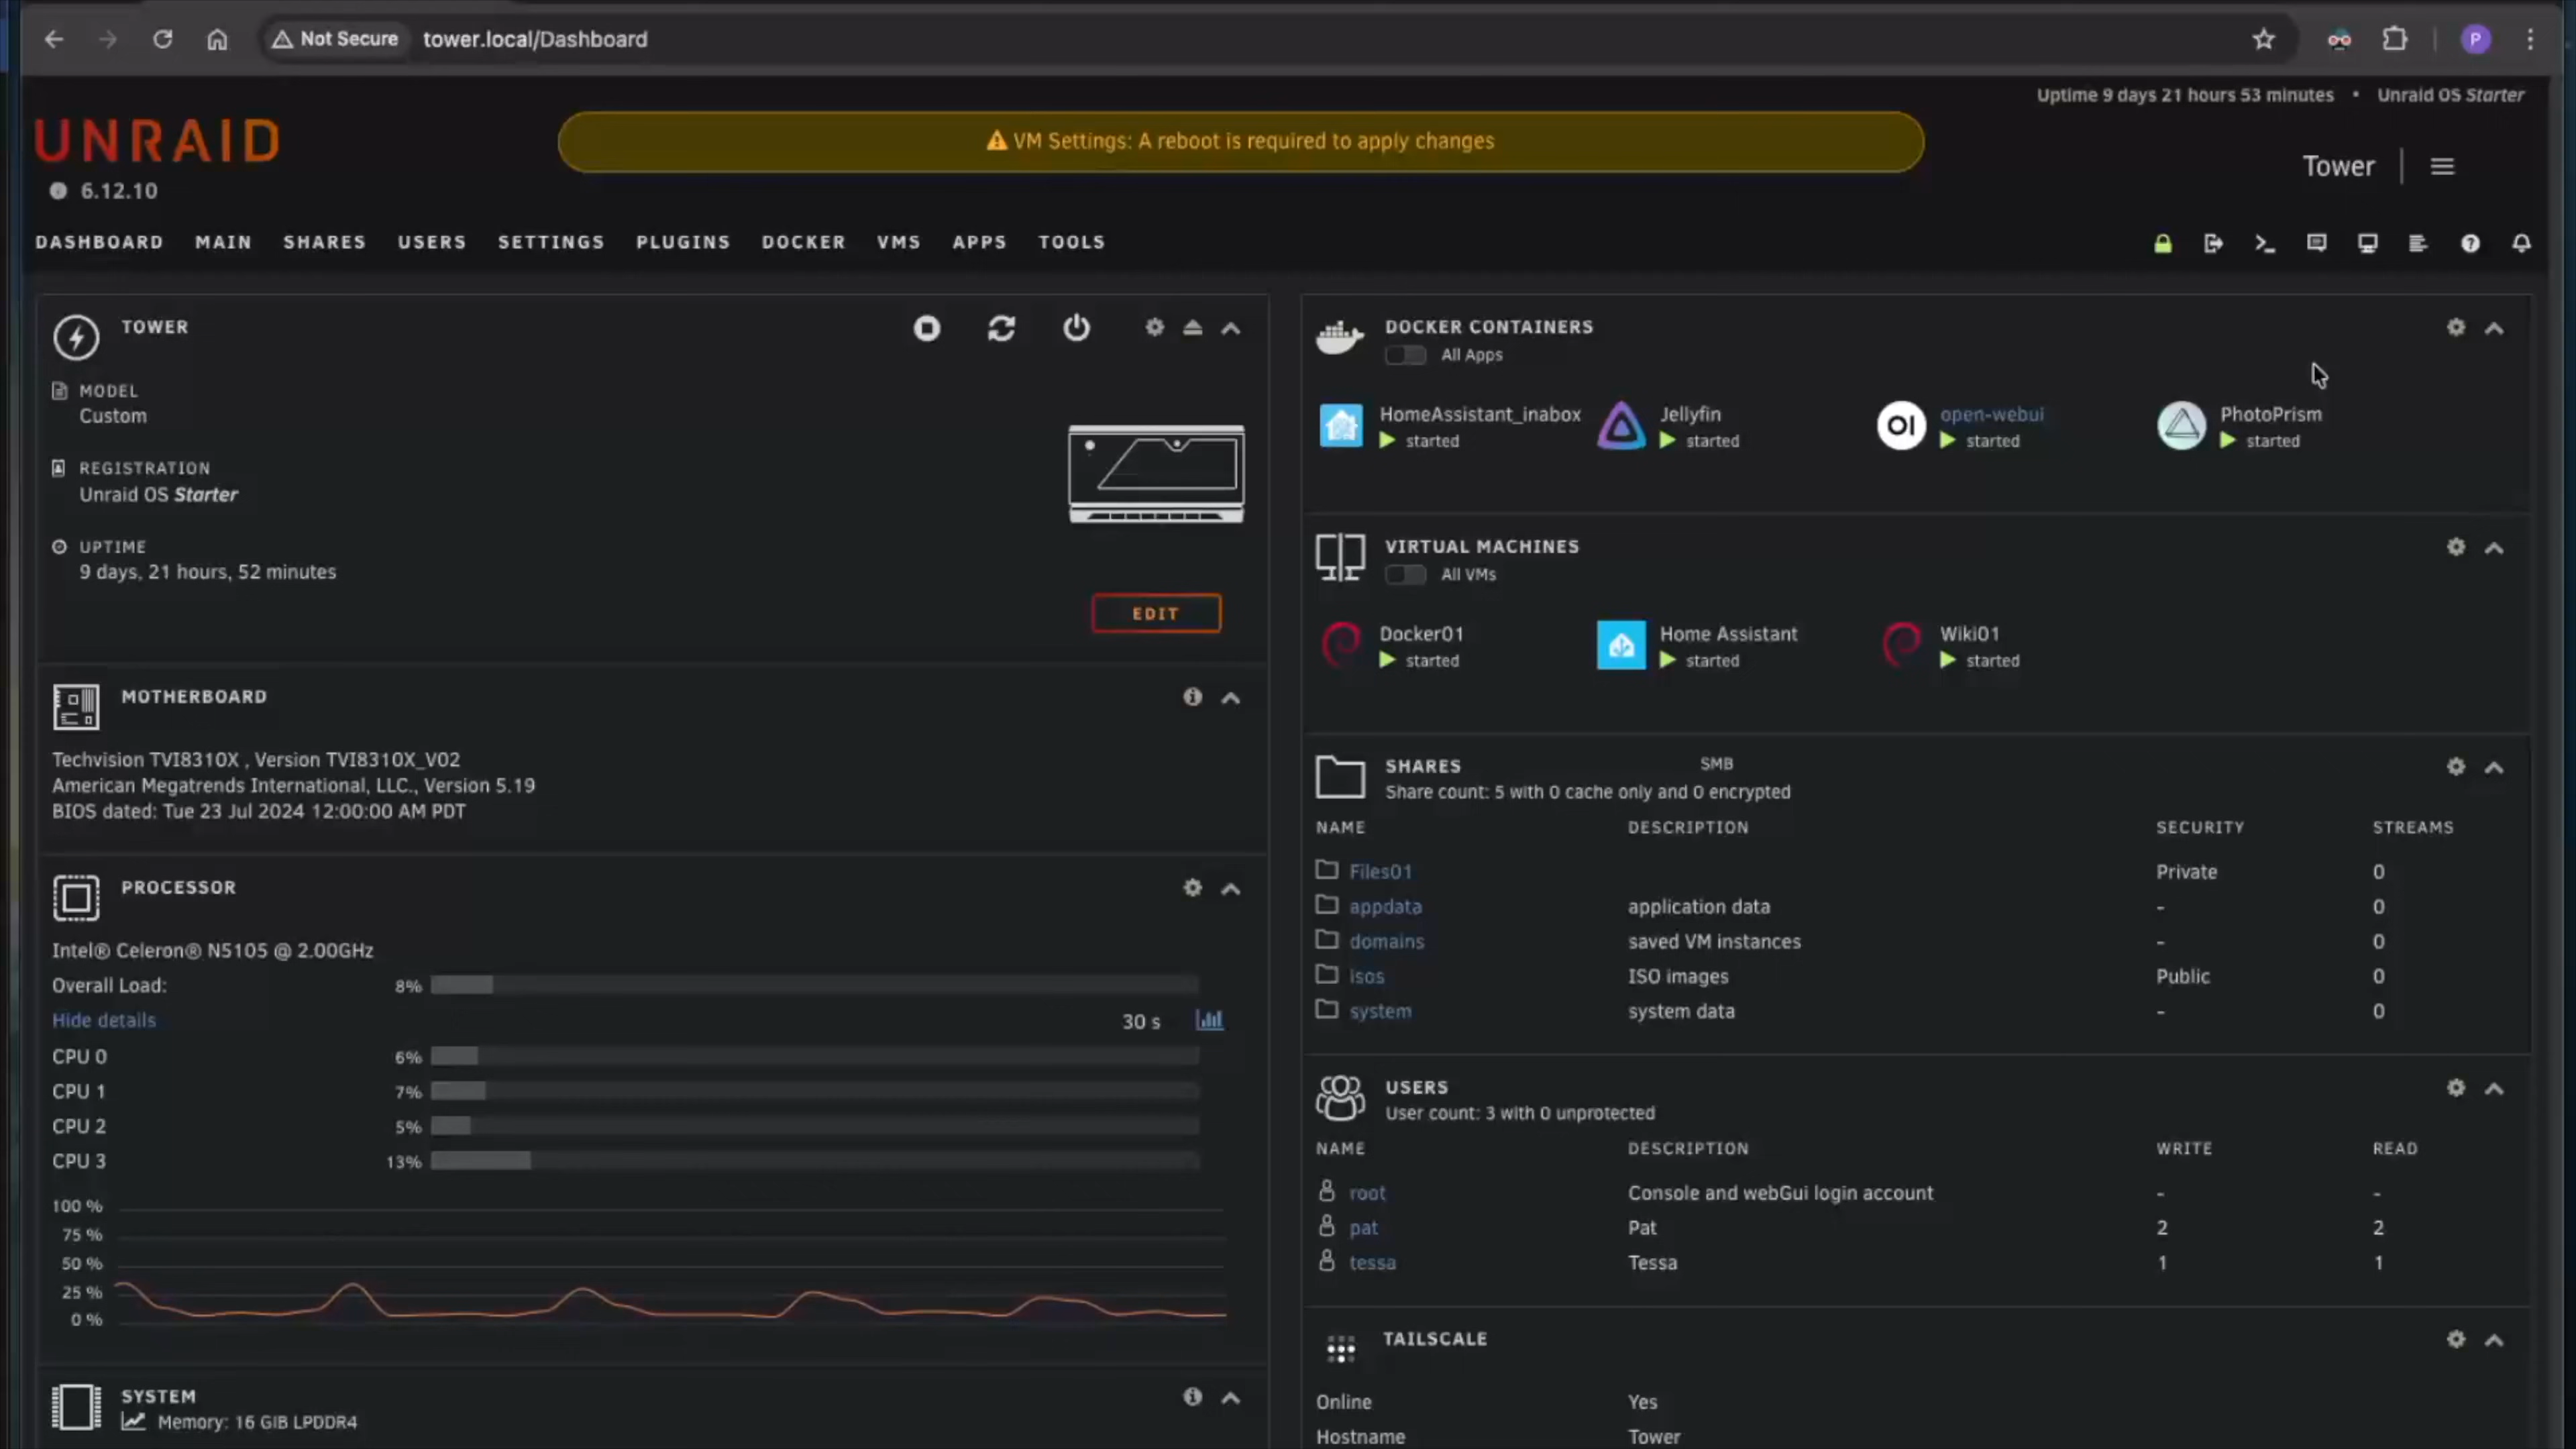 Not Secure tower.local/Dashboard P
Uptime 9 days 21 hours 53 minutes • Unraid OS Starter
UNRAID
VM Settings: A reboot is required to apply changes
Tower
6.12.10
DASHBOARD MAIN SHARES USERS SETTINGS PLUGINS DOCKER VMS APPS TOOLS
TOWER
MODEL
Custom
REGISTRATION
Unraid OS Starter
UPTIME
9 days, 21 hours, 52 minutes
EDIT
MOTHERBOARD
Techvision TVI8310X , Version TVI8310X_V02
American Megatrends International, LLC., Version 5.19
BIOS dated: Tue 23 Jul 2024 12:00:00 AM PDT
PROCESSOR
Intel® Celeron® N5105 @ 2.00GHz
Overall Load: 8%
Hide details 30 s
CPU 0 6%
CPU 1 7%
CPU 2 5%
CPU 3 13%
100 %
75 %
50 %
25 %
0 %
SYSTEM
Memory: 16 GIB LPDDR4
DOCKER CONTAINERS
All Apps
HomeAssistant_inabox Jellyfin OI open-webui PhotoPrism
started started started started
VIRTUAL MACHINES
All VMs
Docker01 Home Assistant Wiki01
started started started
SHARES SMB
Share count: 5 with 0 cache only and 0 encrypted
NAME DESCRIPTION SECURITY STREAMS
Files01 Private 0
appdata application data - 0
domains saved VM instances - 0
isos ISO images Public 0
system system data - 0
USERS
User count: 3 with 0 unprotected
NAME DESCRIPTION WRITE READ
root Console and webGui login account - -
pat Pat 2 2
tessa Tessa 1 1
TAILSCALE
Online Yes
Hostname Tower